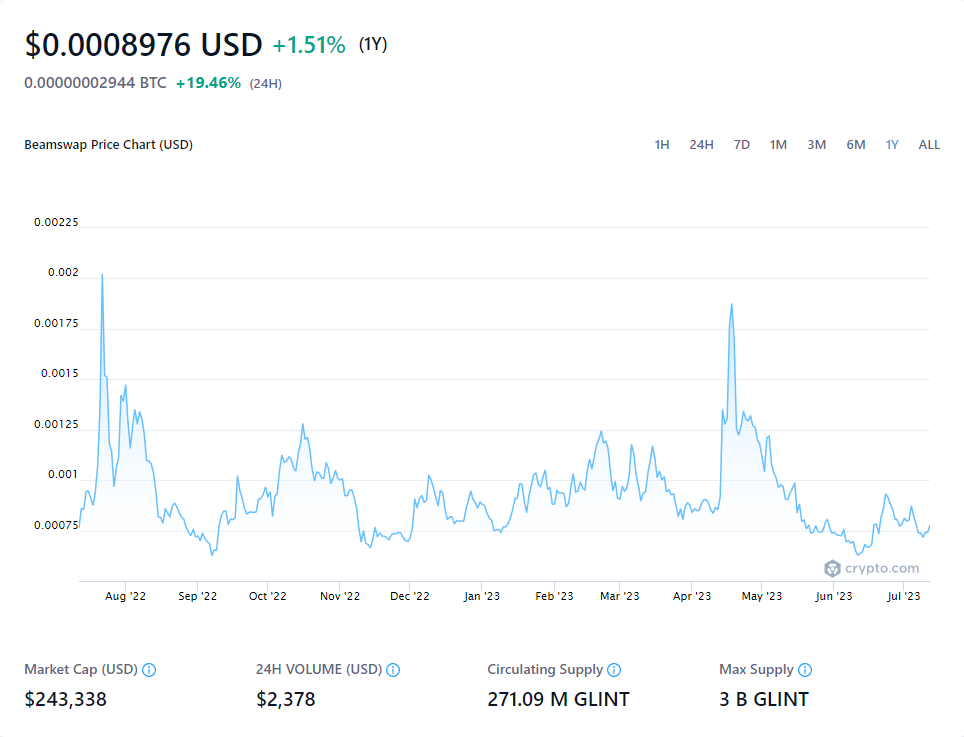 $0.0008976 USD +1.51% (1Y)
0.00000002944 BTC +19.46% (24H)
Beamswap Price Chart (USD)
1H 24H 7D 1M 3M 6M 1Y ALL
0.00225
0.002
0.00175
0.0015
0.00125
0.001
0.00075
crypto.com
Aug '22 Sep '22 Oct '22 Nov '22 Dec '22 Jan '23 Feb '23 Mar '23 Apr '23 May '23 Jun '23 Jul '23
Market Cap (USD) 24H VOLUME (USD) Circulating Supply Max Supply
$243,338 $2,378 271.09 M GLINT 3 B GLINT